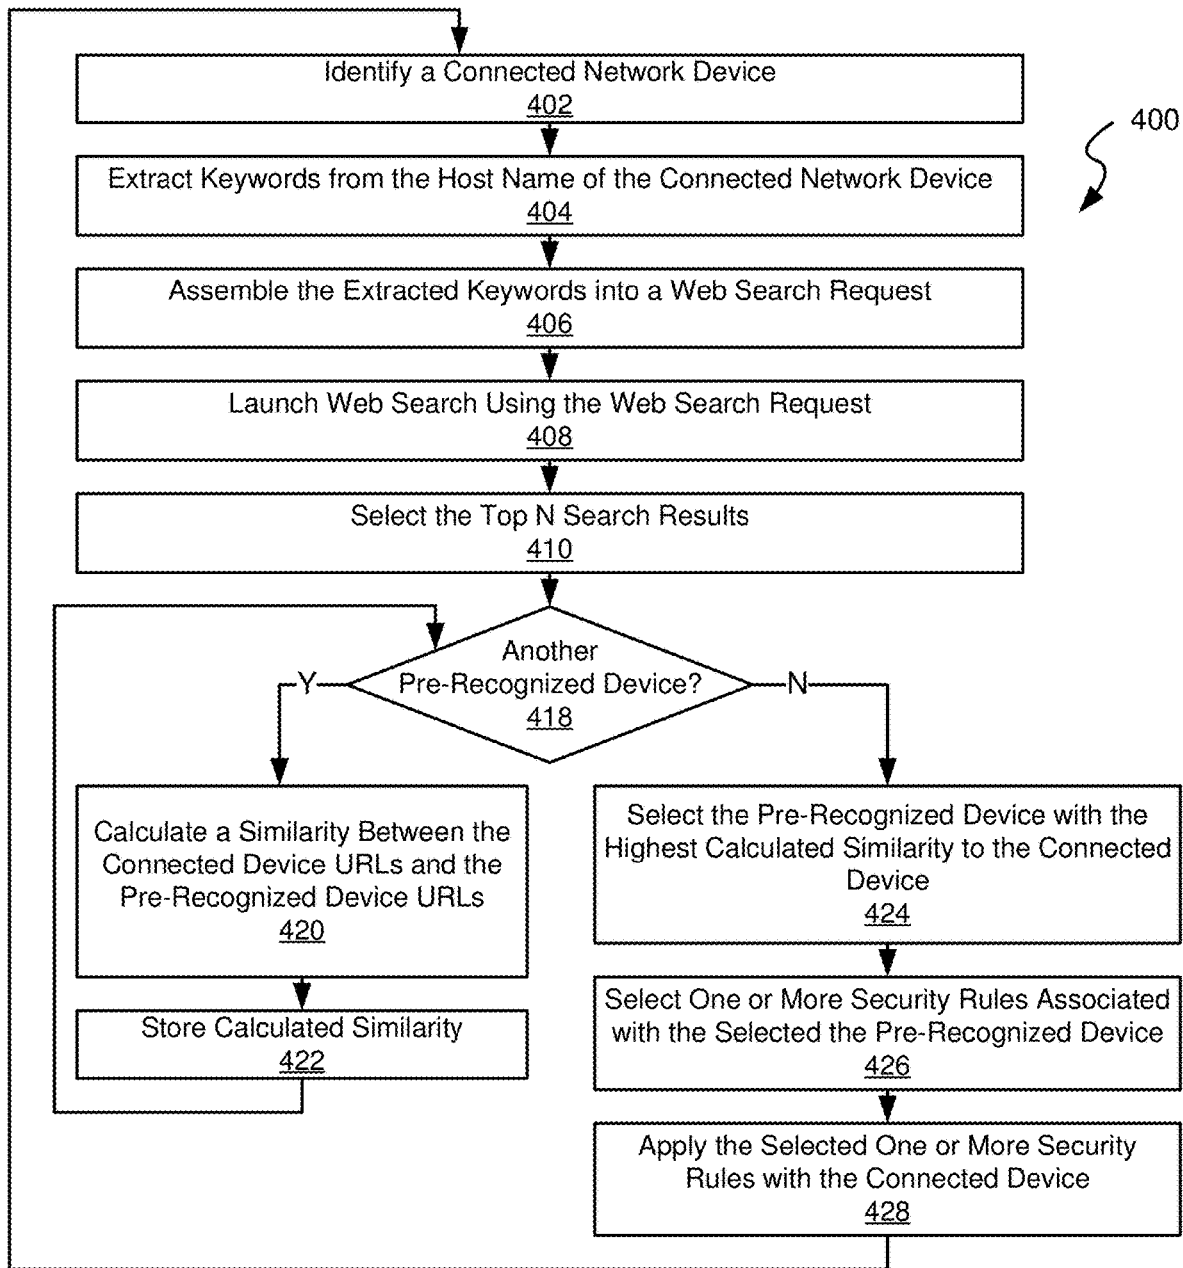 Identify a Connected Network Device
402
400
Extract Keywords from the Host Name of the Connected Network Device
404
Assemble the Extracted Keywords into a Web Search Request
406
Launch Web Search Using the Web Search Request
408
Select the Top N Search Results
410
Another
Pre-Recognized Device?
418
Y
N
Calculate a Similarity Between the
Connected Device URLs and the
Pre-Recognized Device URLs
420
Store Calculated Similarity
422
Select the Pre-Recognized Device with the
Highest Calculated Similarity to the Connected
Device
424
Select One or More Security Rules Associated
with the Selected the Pre-Recognized Device
426
Apply the Selected One or More Security
Rules with the Connected Device
428